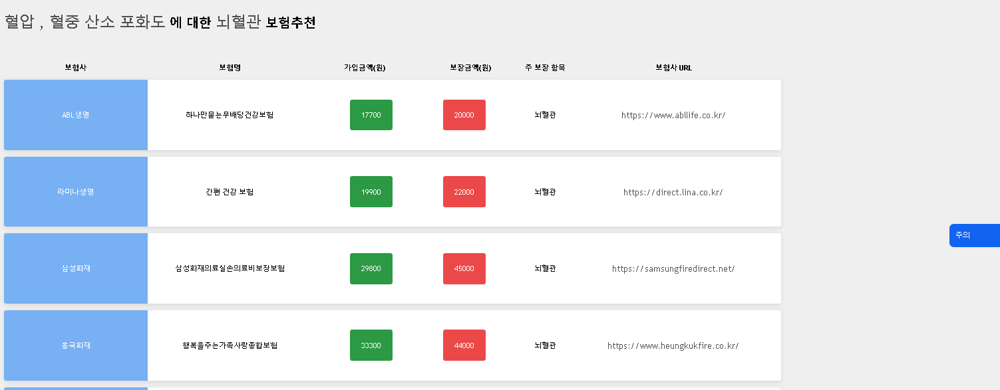 혈압 , 혈중 산소 포화도 에 대한 뇌혈관 보험추천
보험사 보험명 가입금액(원) 보장금액(원) 주 보장 항목 보험사 URL
ABL생명 하나만묻는무배당건강보험 17700 20000 뇌혈관 https://www.abllife.co.kr/
라이나생명 간편 건강 보험 19900 22000 뇌혈관 https://direct.lina.co.kr/
주의
삼성화재 삼성화재의료실손의료비보장보험 29800 45000 뇌혈관 https://samsungfiredirect.net/
흥국화재 행복을주는가족사랑종합보험 33300 44000 뇌혈관 https://www.heungkukfire.co.kr/